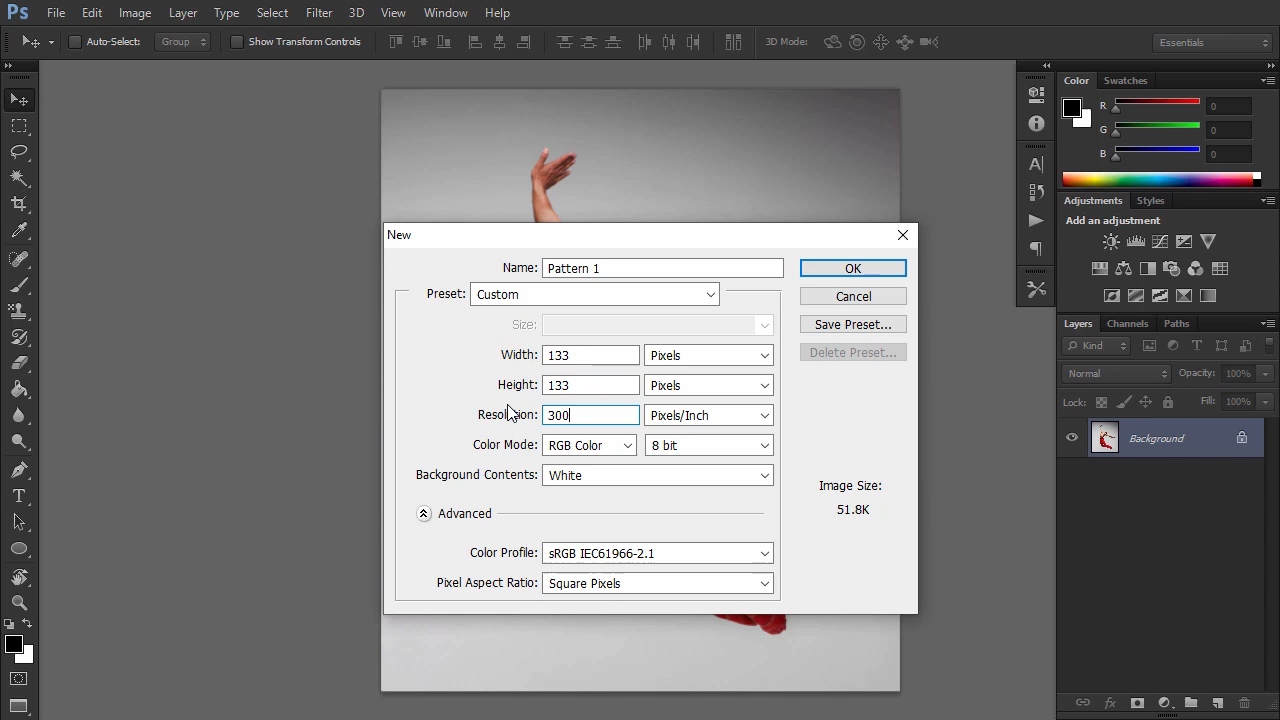 Ps File Edit Image Layer Type Select Filter 3D View Window Help
Auto-Select: Group Show Transform Controls 3D Mode: Essentials
Color Swatches
R 0
G 0
B 0
Adjustments Styles
Add an adjustment
New
Name: Pattern 1 OK
Preset: Custom Cancel
Size: Save Preset...
Width: 133 Pixels Delete Preset...
Height: 133 Pixels
Resolution: 300 Pixels/Inch
Color Mode: RGB Color 8 bit
Background Contents: White
Image Size:
51.8K
Advanced
Color Profile: sRGB IEC61966-2.1
Pixel Aspect Ratio: Square Pixels
Layers Channels Paths
Kind
Normal Opacity: 100%
Lock: Fill: 100%
Background